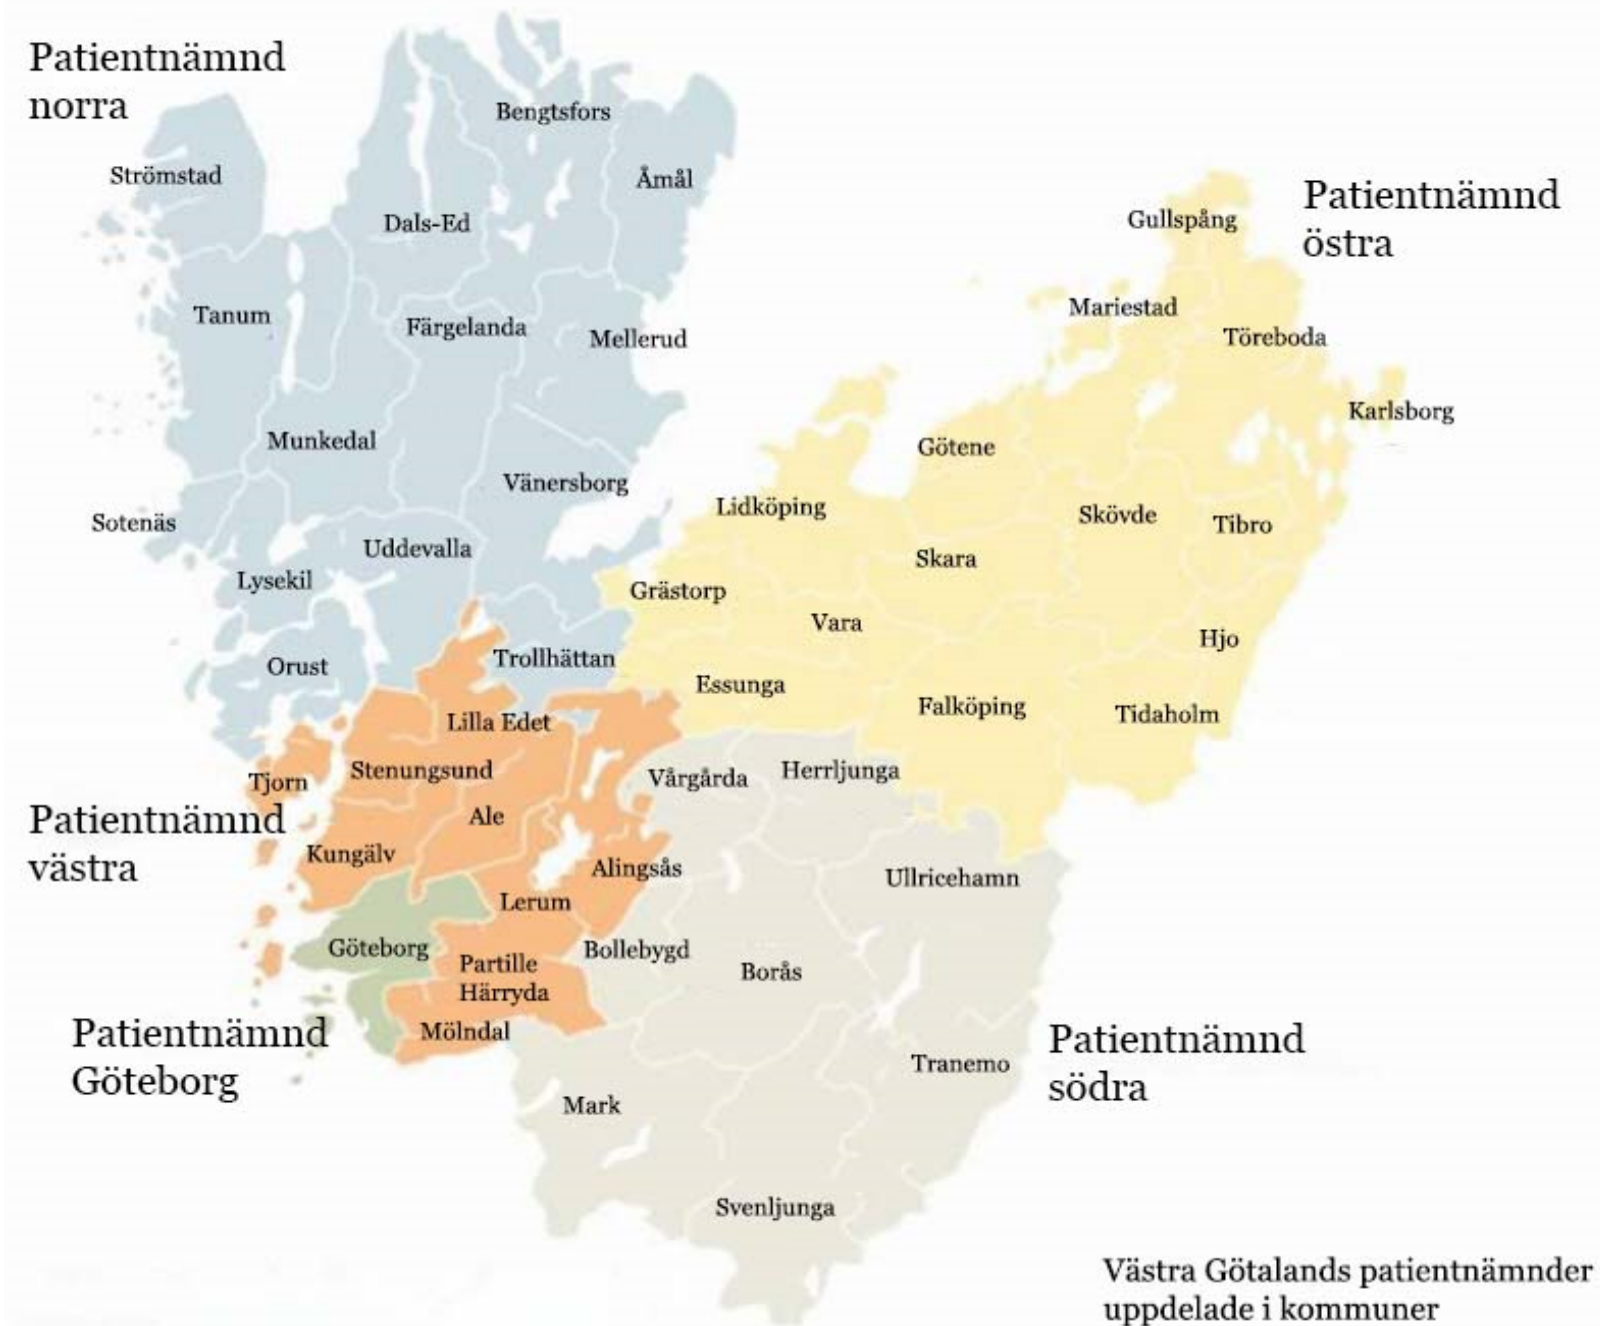 Patientnämnd
norra
Bengtsfors
Strömstad
Åmål
Dals-Ed
Tanum
Färgelanda
Mellerud
Munkedal
Vänersborg
Sotenäs
Uddevalla
Lysekil
Orust
Trollhättan
Patientnämnd
östra
Gullspång
Mariestad
Töreboda
Karlsborg
Götene
Lidköping
Skövde
Tibro
Skara
Grästorp
Vara
Hjo
Essunga
Falköping
Tidaholm
Patientnämnd
västra
Lilla Edet
Stenungsund
Tjorn
Ale
Kungälv
Alingsås
Lerum
Partille
Härryda
Mölndal
Göteborg
Patientnämnd
Göteborg
Vårgårda
Herrljunga
Ullricehamn
Bollebygd
Borås
Patientnämnd
södra
Tranemo
Mark
Svenljunga
Västra Götalands patientnämnder
uppdelade i kommuner